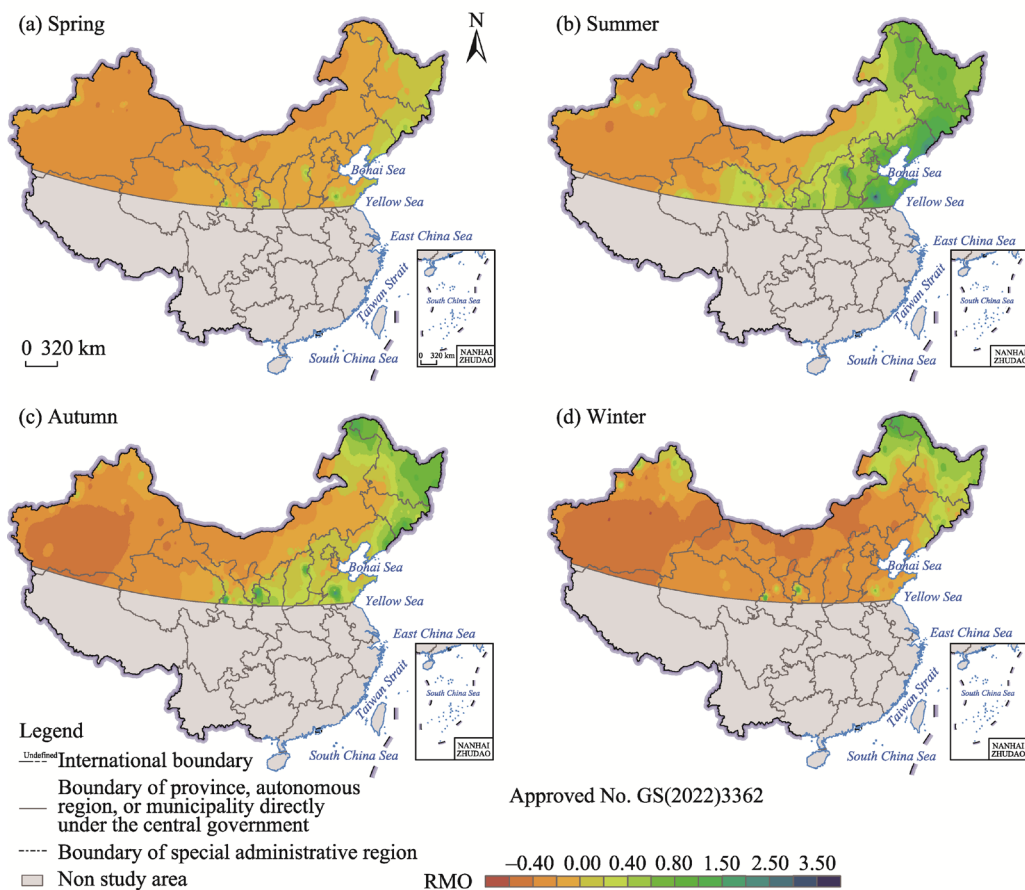 (a) Spring
N
Bohai Sea
Yellow Sea
East China Sea
Taiwan Strait
South China Sea
0 320 km
South China Sea
0 320 km
NANHAI
ZHUDAO
(b) Summer
Bohai Sea
Yellow Sea
East China Sea
Taiwan Strait
South China Sea
South China Sea
NANHAI
ZHUDAO
(c) Autumn
Bohai Sea
Yellow Sea
East China Sea
Taiwan Strait
South China Sea
South China Sea
NANHAI
ZHUDAO
(d) Winter
Bohai Sea
Yellow Sea
East China Sea
Taiwan Strait
South China Sea
South China Sea
NANHAI
ZHUDAO
Legend
Undefined
International boundary
Boundary of province, autonomous
region, or municipality directly
under the central government
Boundary of special administrative region
Non study area
Approved No. GS(2022)3362
−0.40 0.00 0.40 0.80 1.50 2.50 3.50
RMO